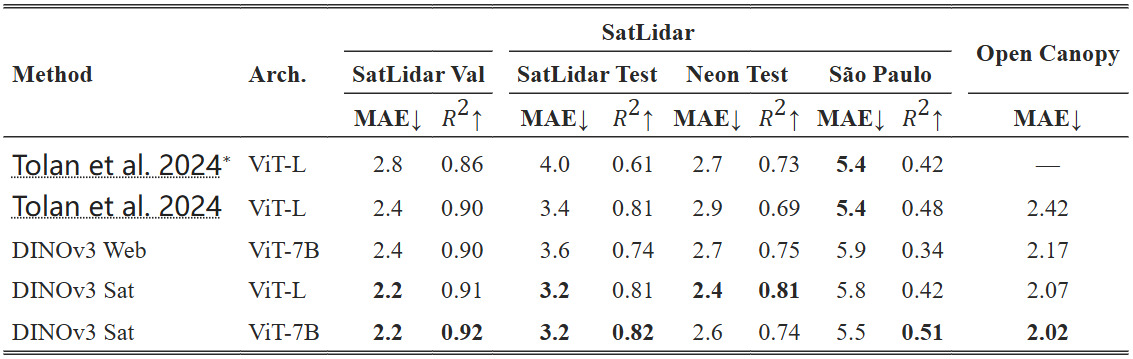 SatLidar
Method Arch. Open Canopy
SatLidar Val SatLidar Test Neon Test São Paulo
MAE↓ R²↑ MAE↓ R²↑ MAE↓ R²↑ MAE↓ R²↑ MAE↓
Tolan et al. 2024* ViT-L 2.8 0.86 4.0 0.61 2.7 0.73 5.4 0.42 —
Tolan et al. 2024 ViT-L 2.4 0.90 3.4 0.81 2.9 0.69 5.4 0.48 2.42
DINOv3 Web ViT-7B 2.4 0.90 3.6 0.74 2.7 0.75 5.9 0.34 2.17
DINOv3 Sat ViT-L 2.2 0.91 3.2 0.81 2.4 0.81 5.8 0.42 2.07
DINOv3 Sat ViT-7B 2.2 0.92 3.2 0.82 2.6 0.74 5.5 0.51 2.02